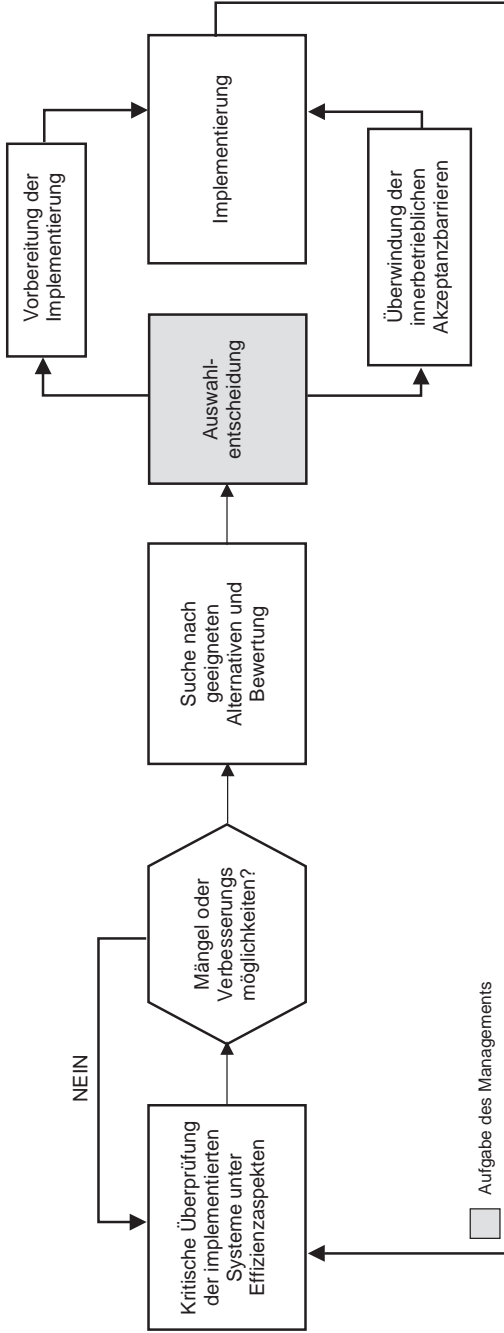 NEIN
Kritische Überprüfung
der implementierten
Systeme unter
Effizienzaspekten
Mängel oder
Verbesserungs
möglichkeiten?
Suche nach
geeigneten
Alternativen und
Bewertung
Auswahl-
entscheidung
Vorbereitung der
Implementierung
Überwindung der
innerbetrieblichen
Akzeptanzbarrieren
Implementierung
Aufgabe des Managements